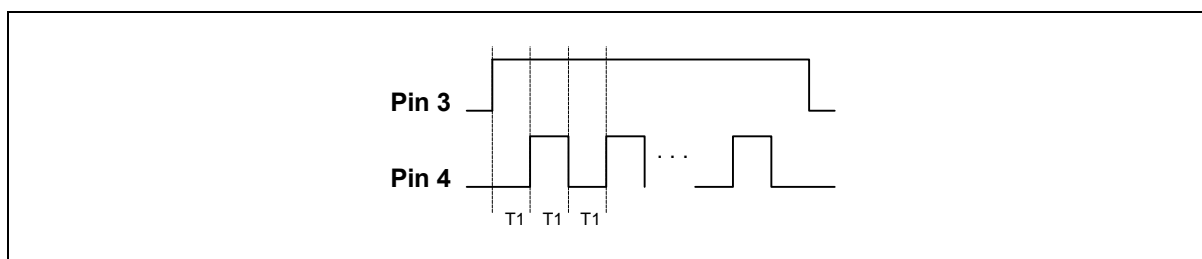 Pin 3
Pin 4
. . .
T1 T1 T1